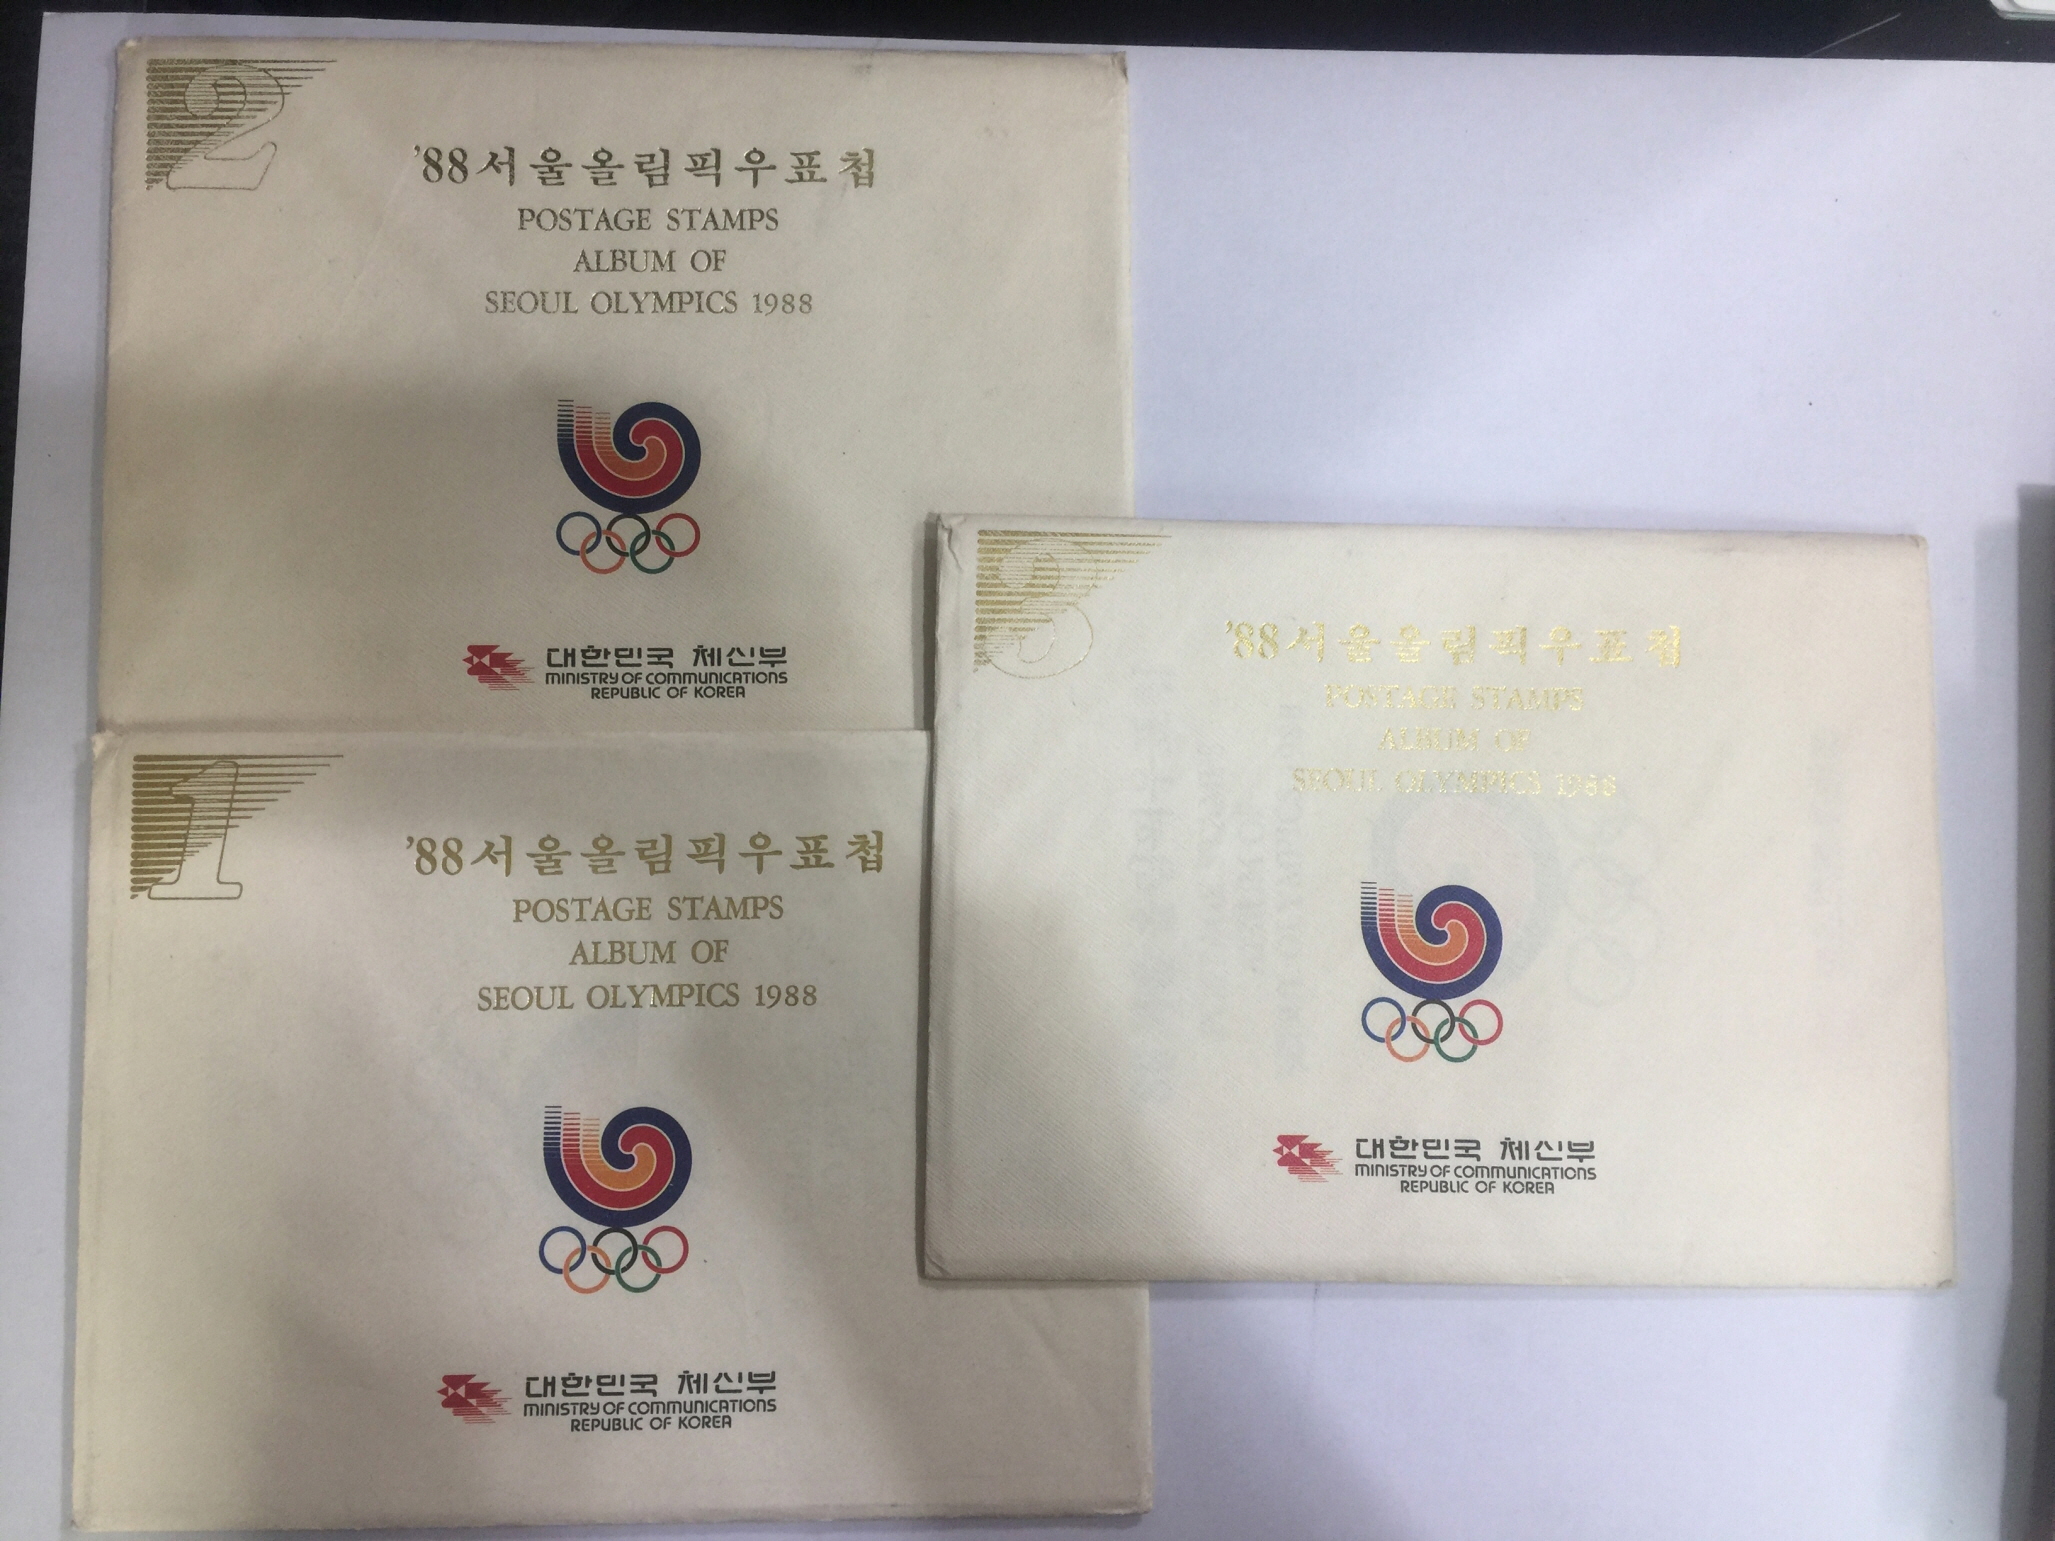 2
'88서울올림픽우표첩
POSTAGE STAMPS
ALBUM OF
SEOUL OLYMPICS 1988
대한민국 체신부
MINISTRY OF COMMUNICATIONS
REPUBLIC OF KOREA
1
'88서울올림픽우표첩
POSTAGE STAMPS
ALBUM OF
SEOUL OLYMPICS 1988
대한민국 체신부
MINISTRY OF COMMUNICATIONS
REPUBLIC OF KOREA
3
'88서울올림픽우표첩
POSTAGE STAMPS
ALBUM OF
SEOUL OLYMPICS 1988
대한민국 체신부
MINISTRY OF COMMUNICATIONS
REPUBLIC OF KOREA